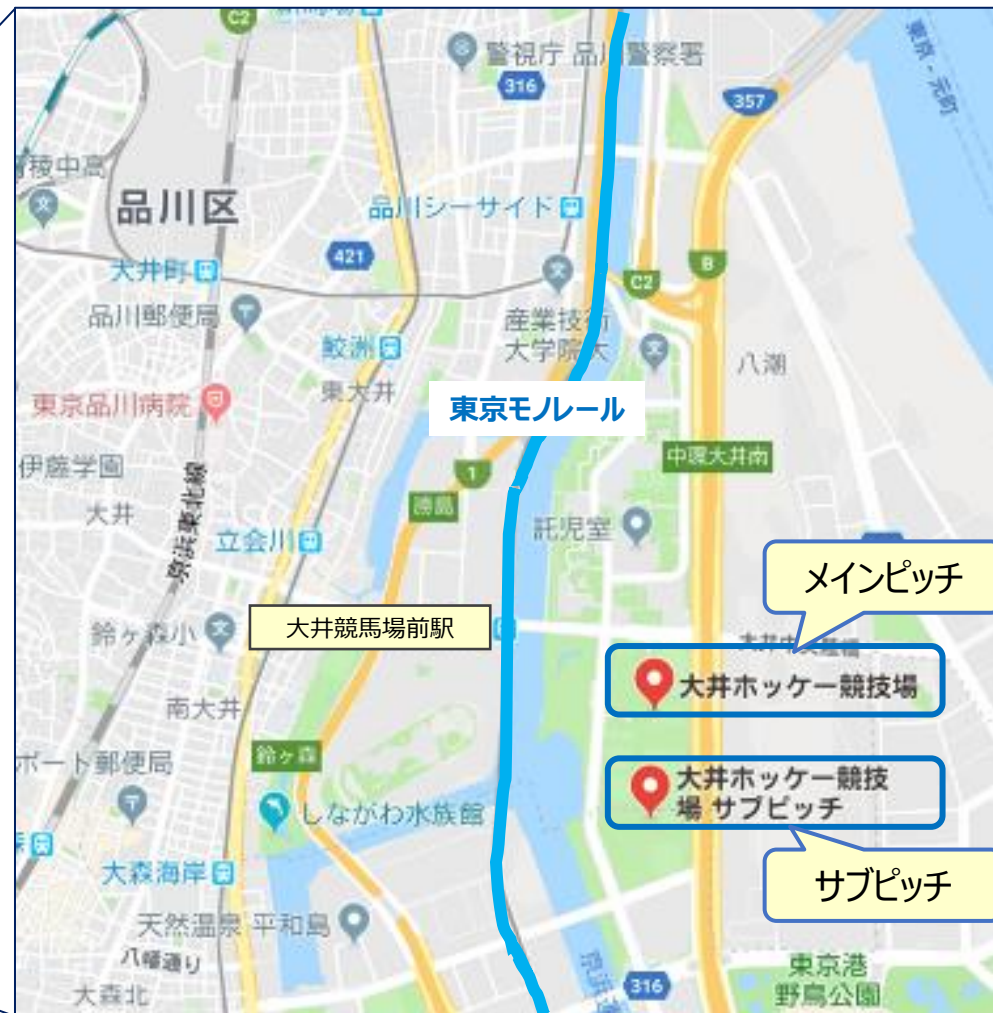 C2
警視庁 品川警察署
316
357
東京・元町
稜中高
品川区
品川シーサイド
421
大井町
B
C2
品川郵便局
産業技術
大学院大
鮫洲
八潮
東大井
東京品川病院
東京モノレール
伊藤学園
1
中環大井南
勝島
大井
京浜東北線
託児室
立会川
メインピッチ
大井競馬場前駅
鈴ヶ森小
大井ホッケー競技場
南大井
鈴ヶ森
ポート郵便局
大井ホッケー競技
場 サブピッチ
しながわ水族館
大森海岸
サブピッチ
天然温泉 平和島
八幡通り
東京港
野鳥公園
316
大森北